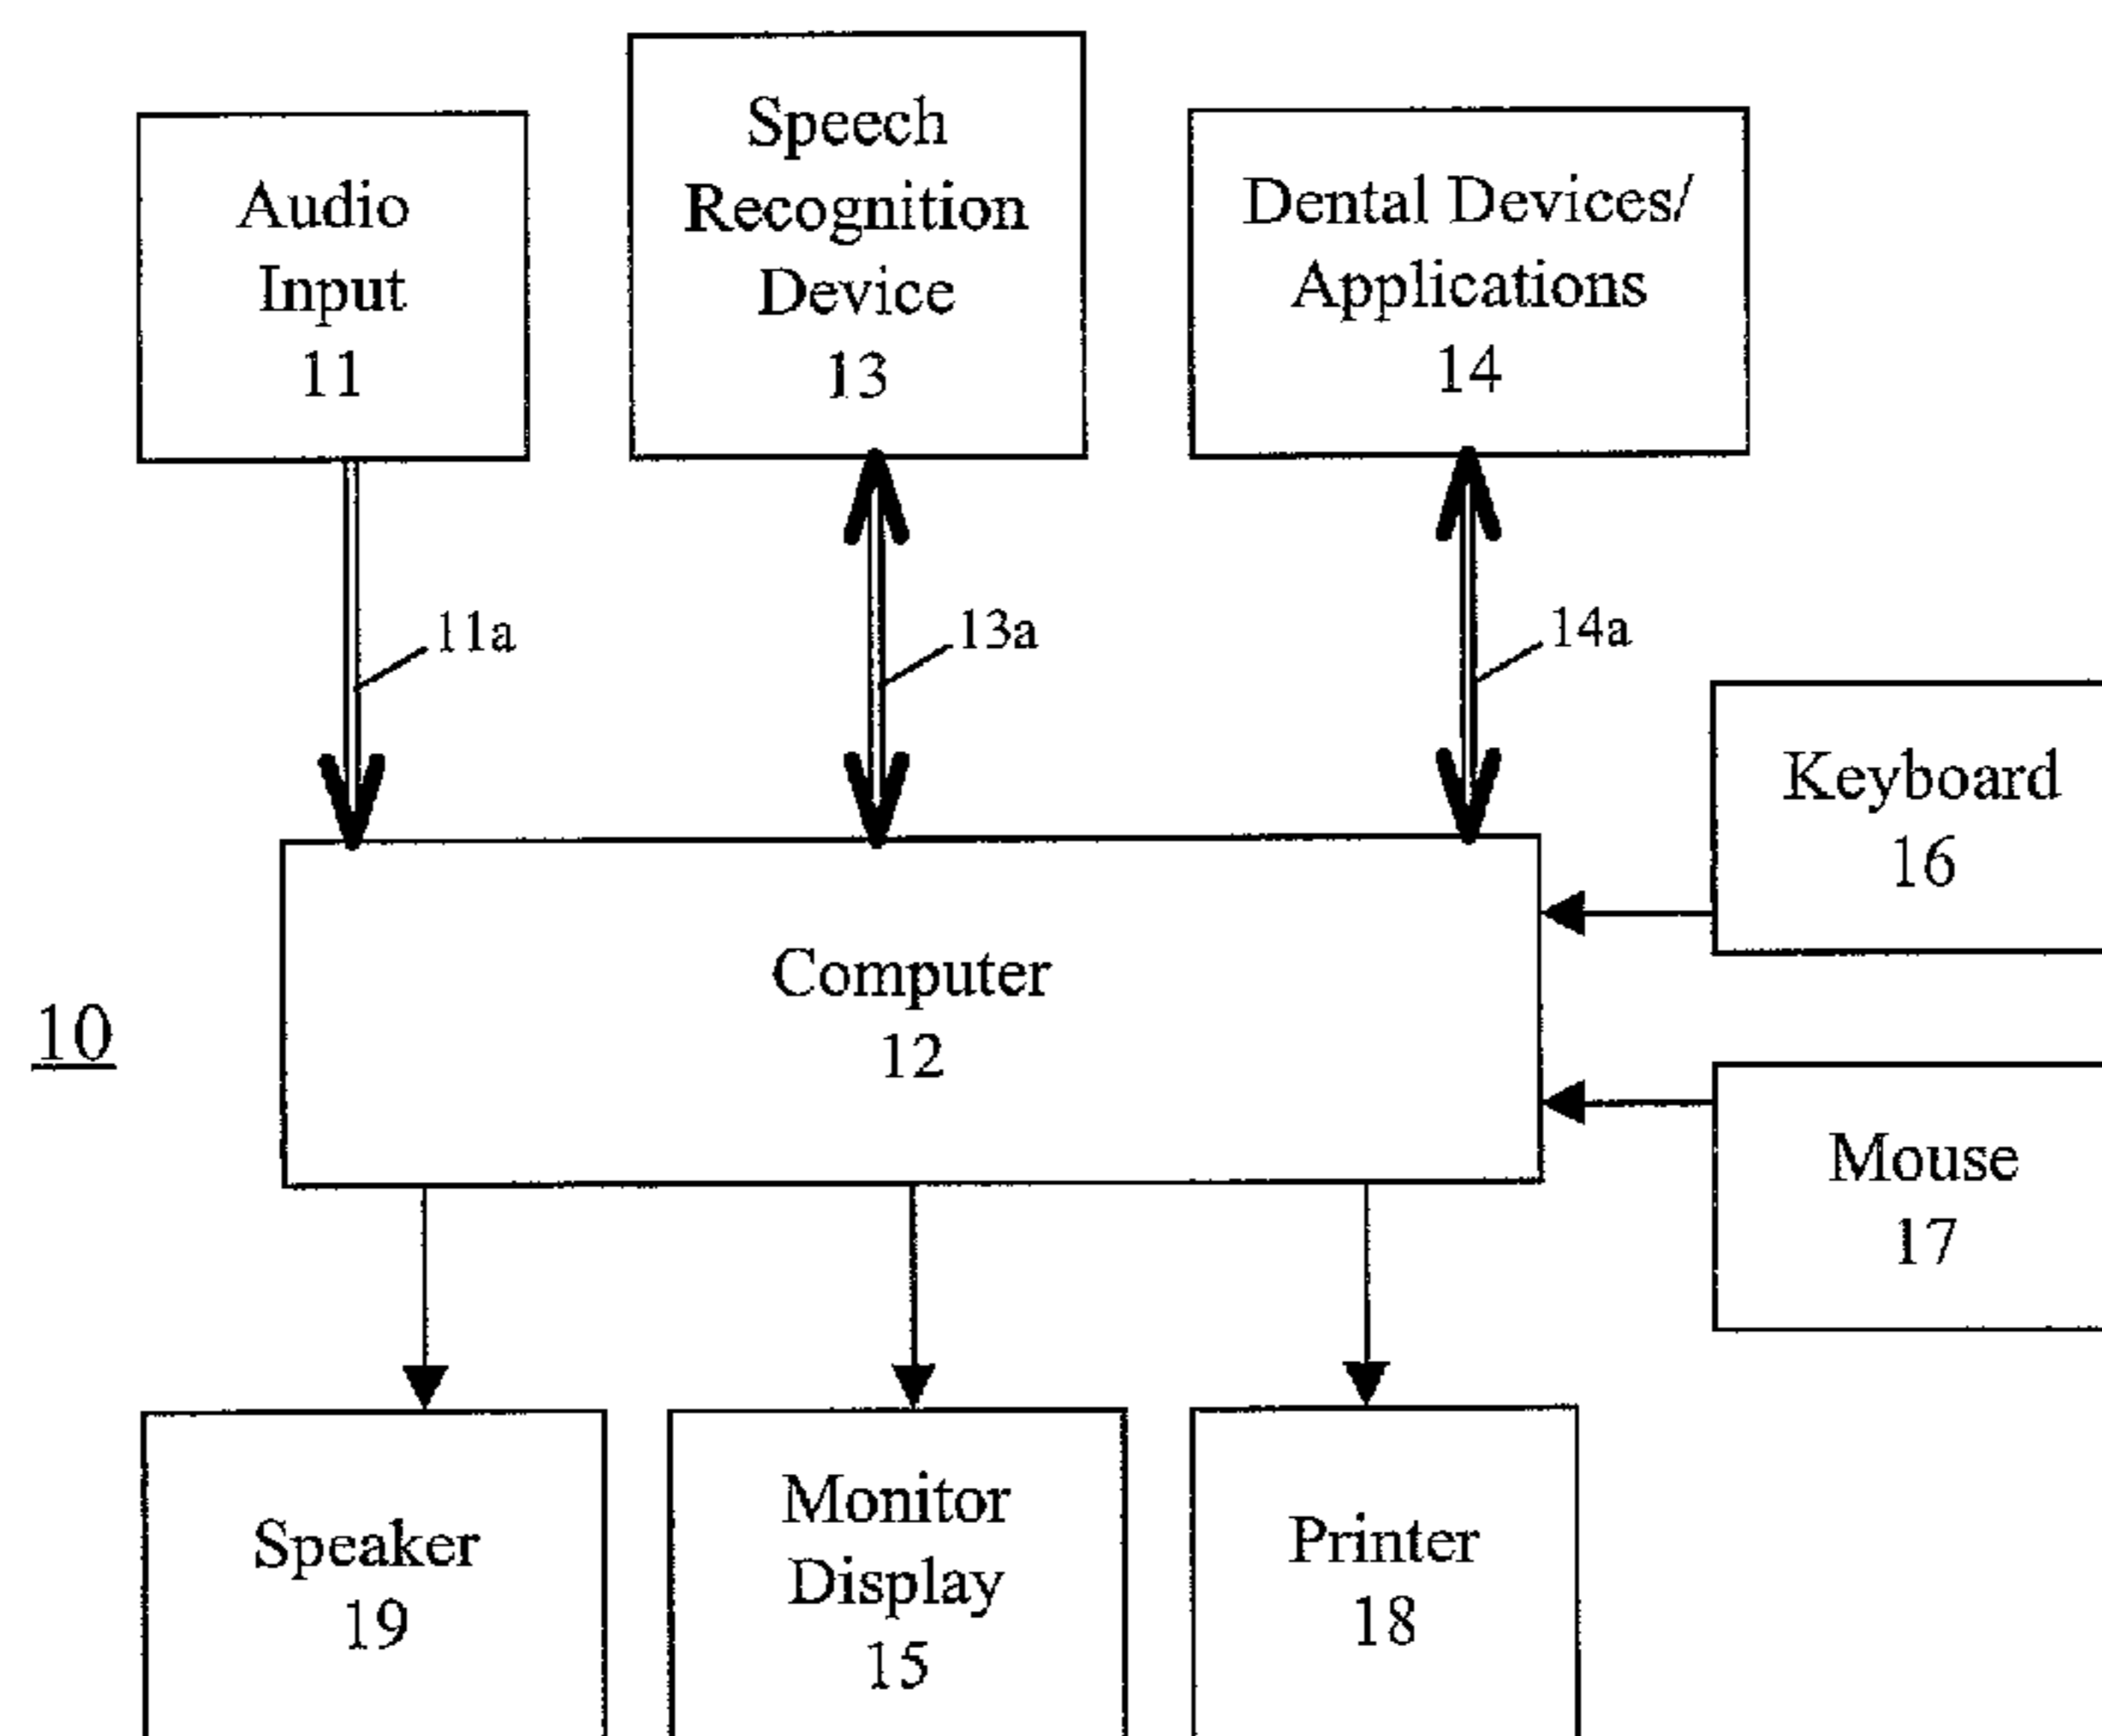 Audio
Input
11
Speech
Recognition
Device
13
Dental Devices/
Applications
14
11a
13a
14a
Keyboard
16
Computer
12
10
Mouse
17
Speaker
19
Monitor
Display
15
Printer
18